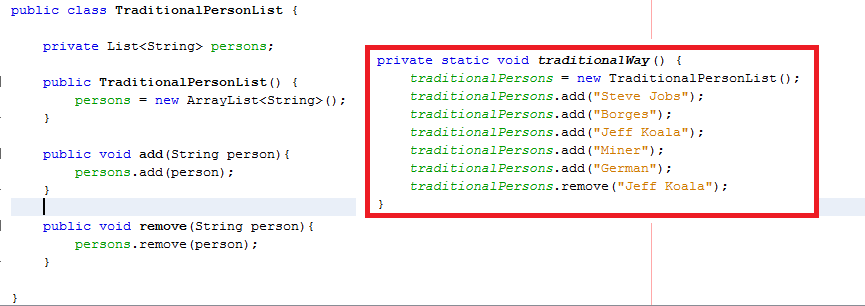 public class TraditionalPersonList {
private List<String> persons;
public TraditionalPersonList() {
persons = new ArrayList<String>();
}
public void add(String person){
persons.add(person);
}
public void remove(String person){
persons.remove(person);
}
}
private static void traditionalWay() {
traditionalPersons = new TraditionalPersonList();
traditionalPersons.add("Steve Jobs");
traditionalPersons.add("Borges");
traditionalPersons.add("Jeff Koala");
traditionalPersons.add("Miner");
traditionalPersons.add("German");
traditionalPersons.remove("Jeff Koala");
}